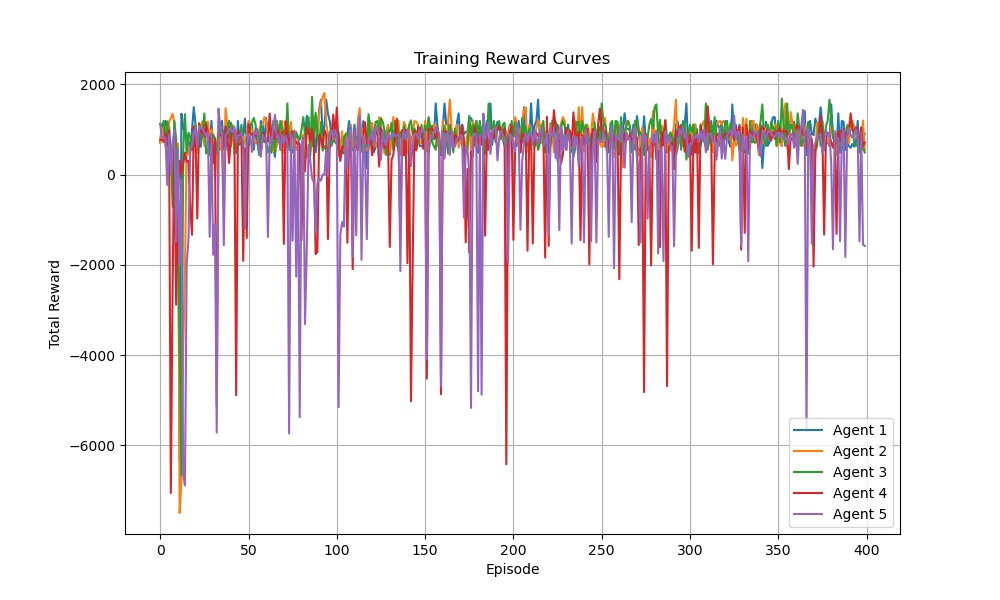 Training Reward Curves
Total Reward
2000
0
−2000
−4000
−6000
0 50 100 150 200 250 300 350 400
Episode
Agent 1
Agent 2
Agent 3
Agent 4
Agent 5